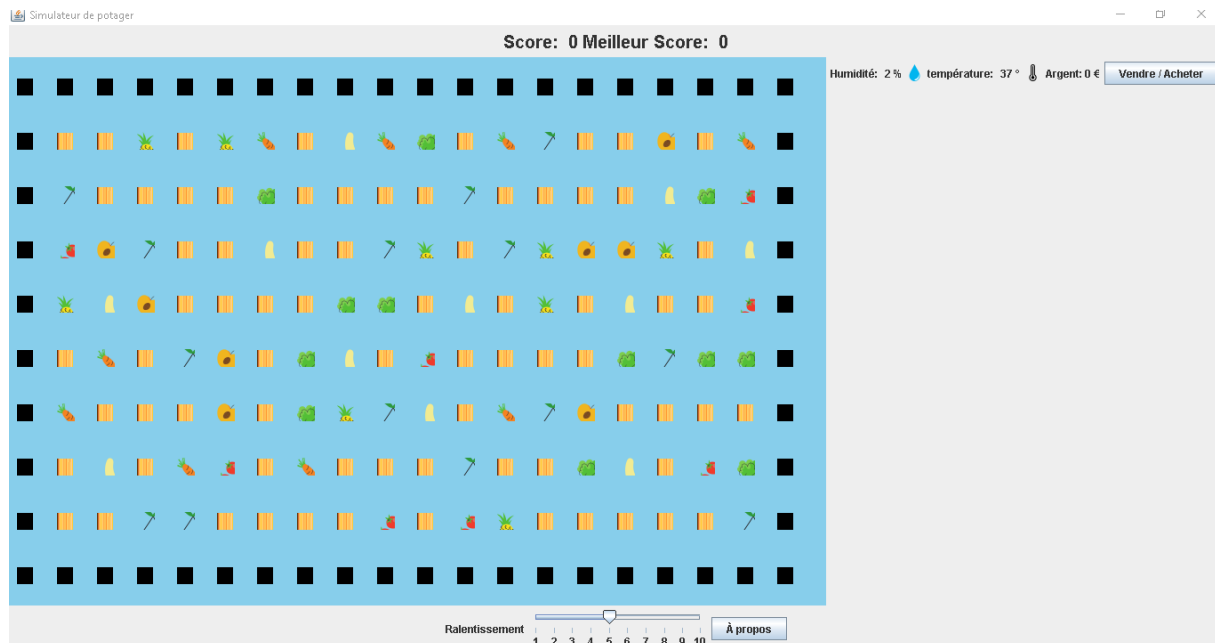 Simulateur de potager
Score: 0 Meilleur Score: 0
Humidité: 2 % température: 37 ° Argent: 0 € Vendre / Acheter
Ralentissement 1 2 3 4 5 6 7 8 9 10 À propos